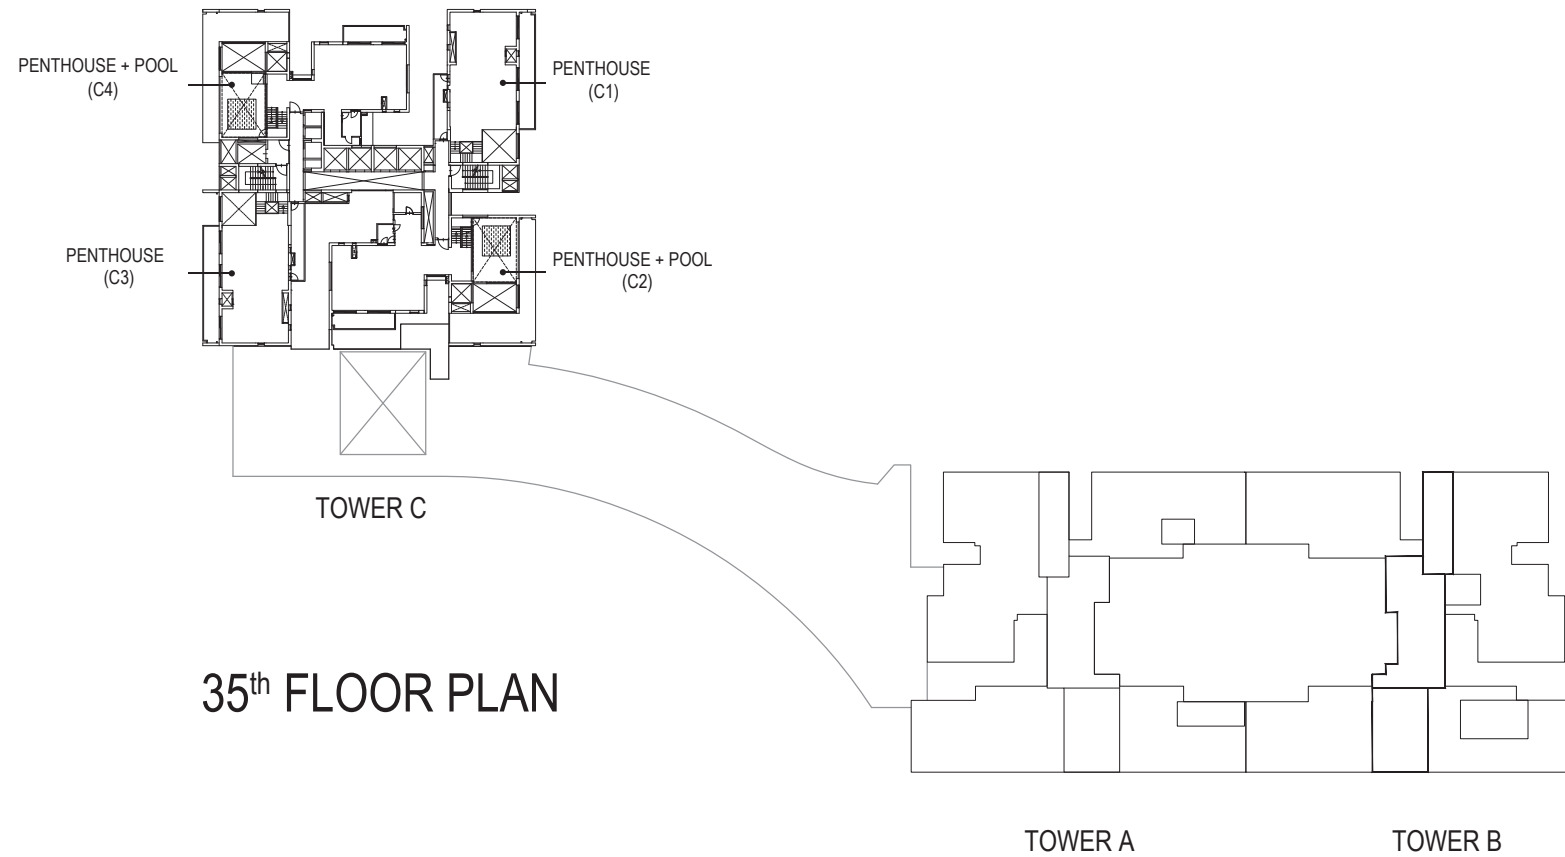 PENTHOUSE + POOL
(C4)
PENTHOUSE
(C1)
PENTHOUSE
(C3)
PENTHOUSE + POOL
(C2)
TOWER C
35th FLOOR PLAN
TOWER A
TOWER B